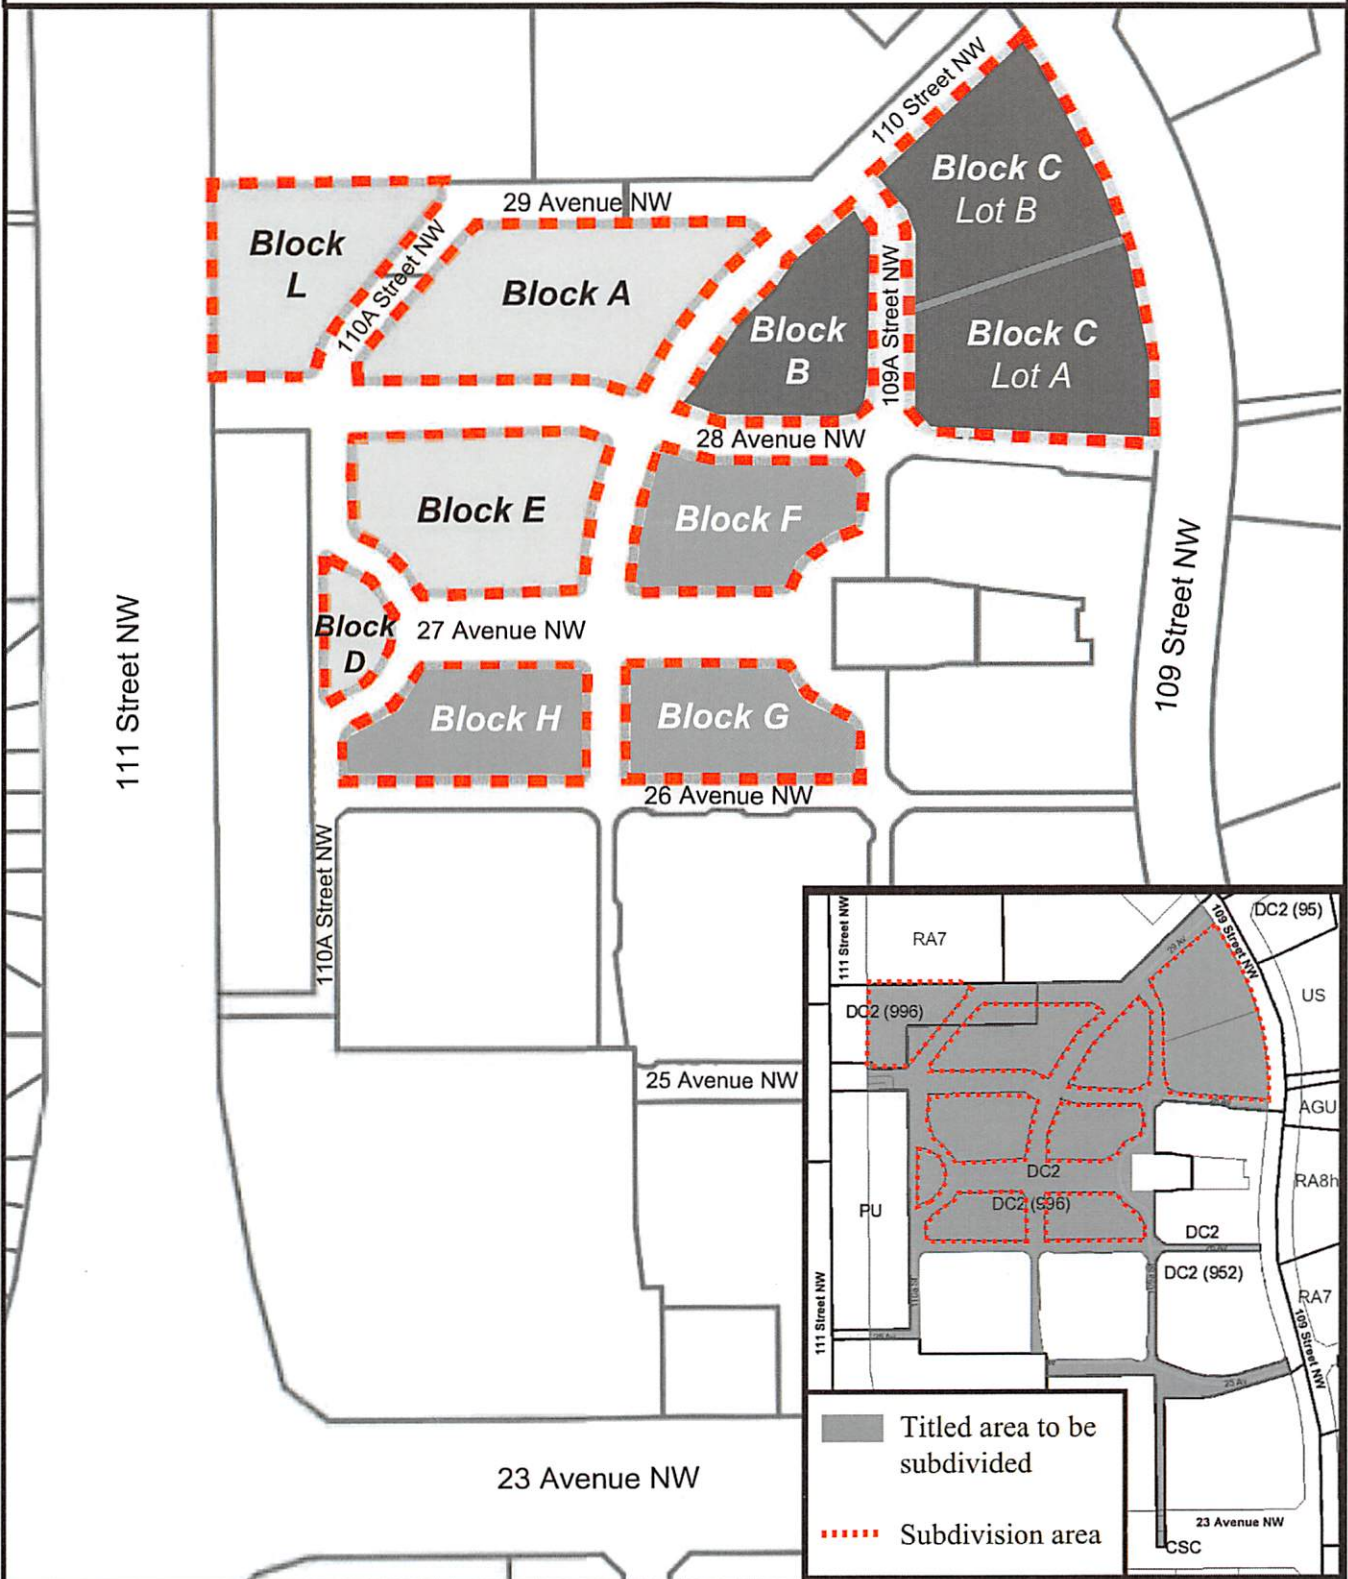 110 Street NW
Block C
Lot B
29 Avenue NW
Block
L
110A Street NW
Block A
109A Street NW
Block
B
Block C
Lot A
28 Avenue NW
Block E
Block F
109 Street NW
111 Street NW
Block
D
27 Avenue NW
Block H
Block G
26 Avenue NW
110A Street NW
25 Avenue NW
23 Avenue NW
111 Street NW
RA7
109 Street NW
DC2 (95)
29 AV
US
DC2 (996)
AGU
DC2
RA8h
DC2 (996)
PU
DC2
DC2 (952)
RA7
111 Street NW
109 Street NW
25 Av
23 Avenue NW
CSC
Titled area to be
subdivided
Subdivision area